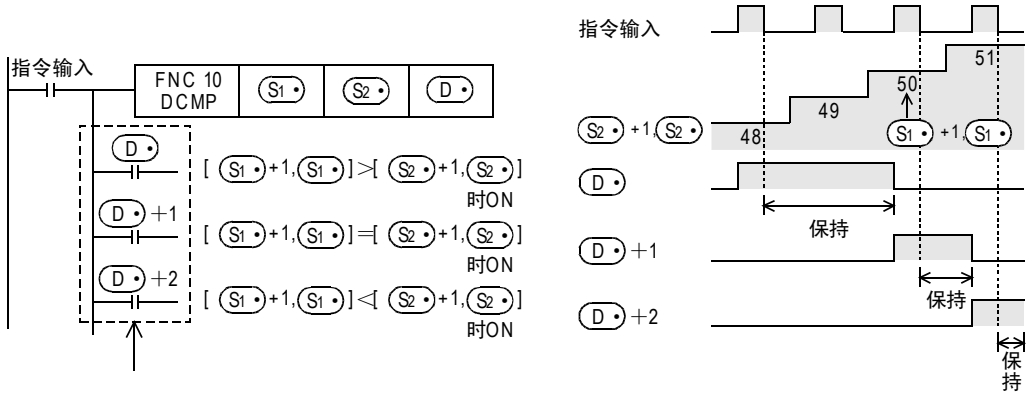 指令输入
FNC 10
DCMP
S1・
S2・
D・
D・
[ S1・+1,S1・]>[ S2・+1,S2・]
时ON
D・+1
[ S1・+1,S1・]=[ S2・+1,S2・]
时ON
D・+2
[ S1・+1,S1・]<[ S2・+1,S2・]
时ON
指令输入
S2・+1,S2・
48
49
50
51
S1・+1,S1・
D・
保持
D・+1
保持
D・+2
保
持